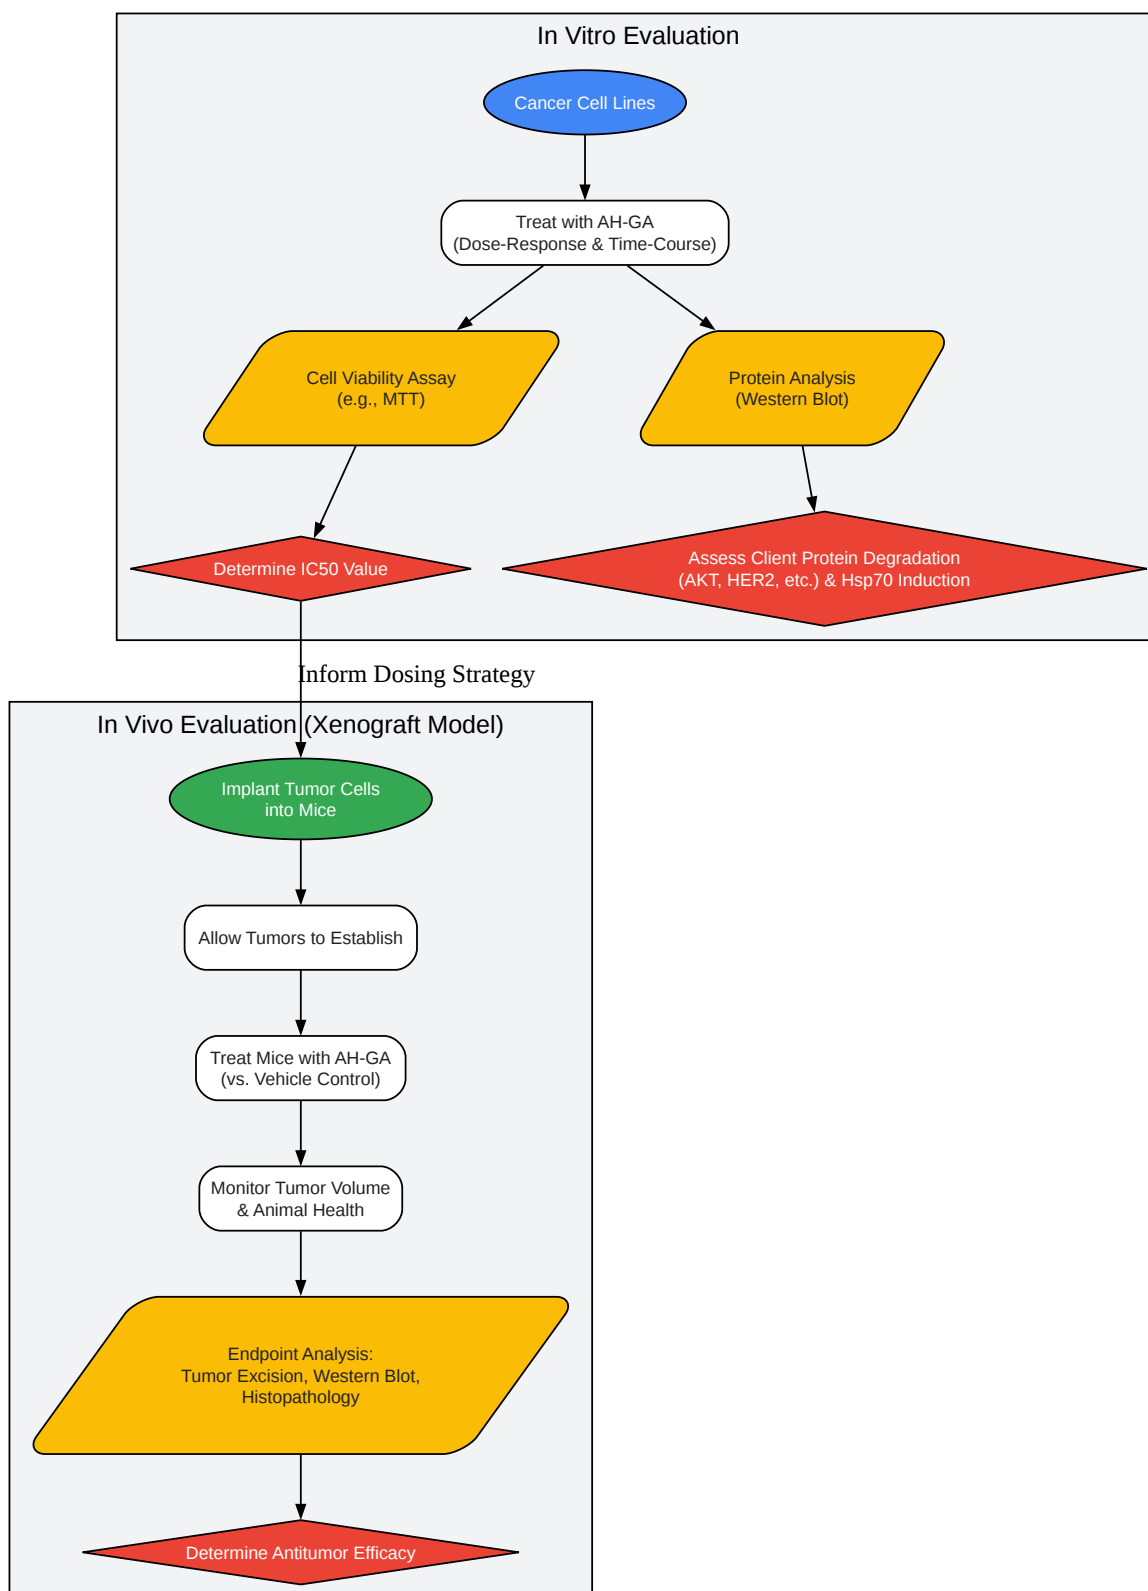 In Vitro Evaluation
Cancer Cell Lines
Treat with AH-GA
(Dose-Response & Time-Course)
Cell Viability Assay
(e.g., MTT)
Protein Analysis
(Western Blot)
Determine IC50 Value
Assess Client Protein Degradation
(AKT, HER2, etc.) & Hsp70 Induction
Inform Dosing Strategy
In Vivo Evaluation (Xenograft Model)
Implant Tumor Cells
into Mice
Allow Tumors to Establish
Treat Mice with AH-GA
(vs. Vehicle Control)
Monitor Tumor Volume
& Animal Health
Endpoint Analysis:
Tumor Excision, Western Blot,
Histopathology
Determine Antitumor Efficacy